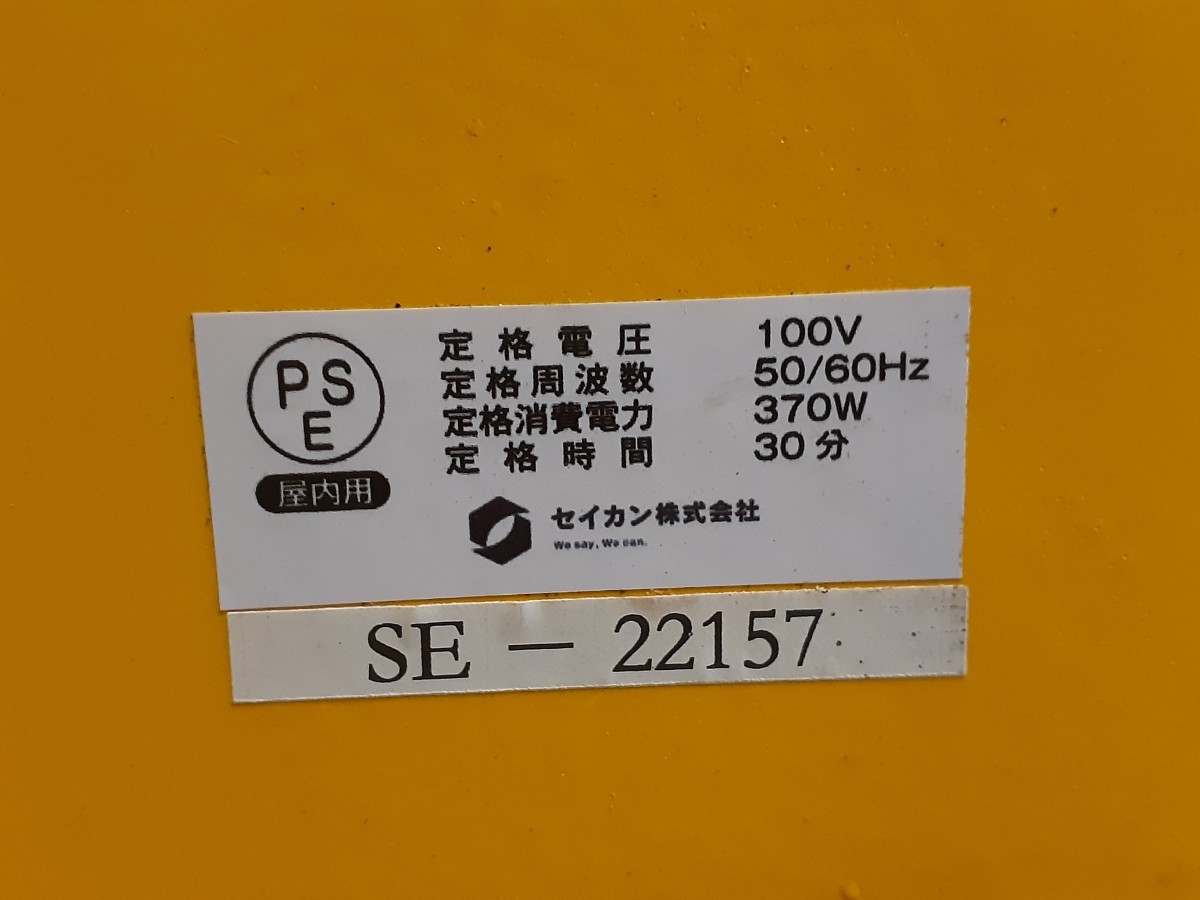 PS
E
屋内用
定格電圧 100V
定格周波数 50/60Hz
定格消費電力 370W
定格時間 30分
セイカン株式会社
We say, We can.
SE－22157